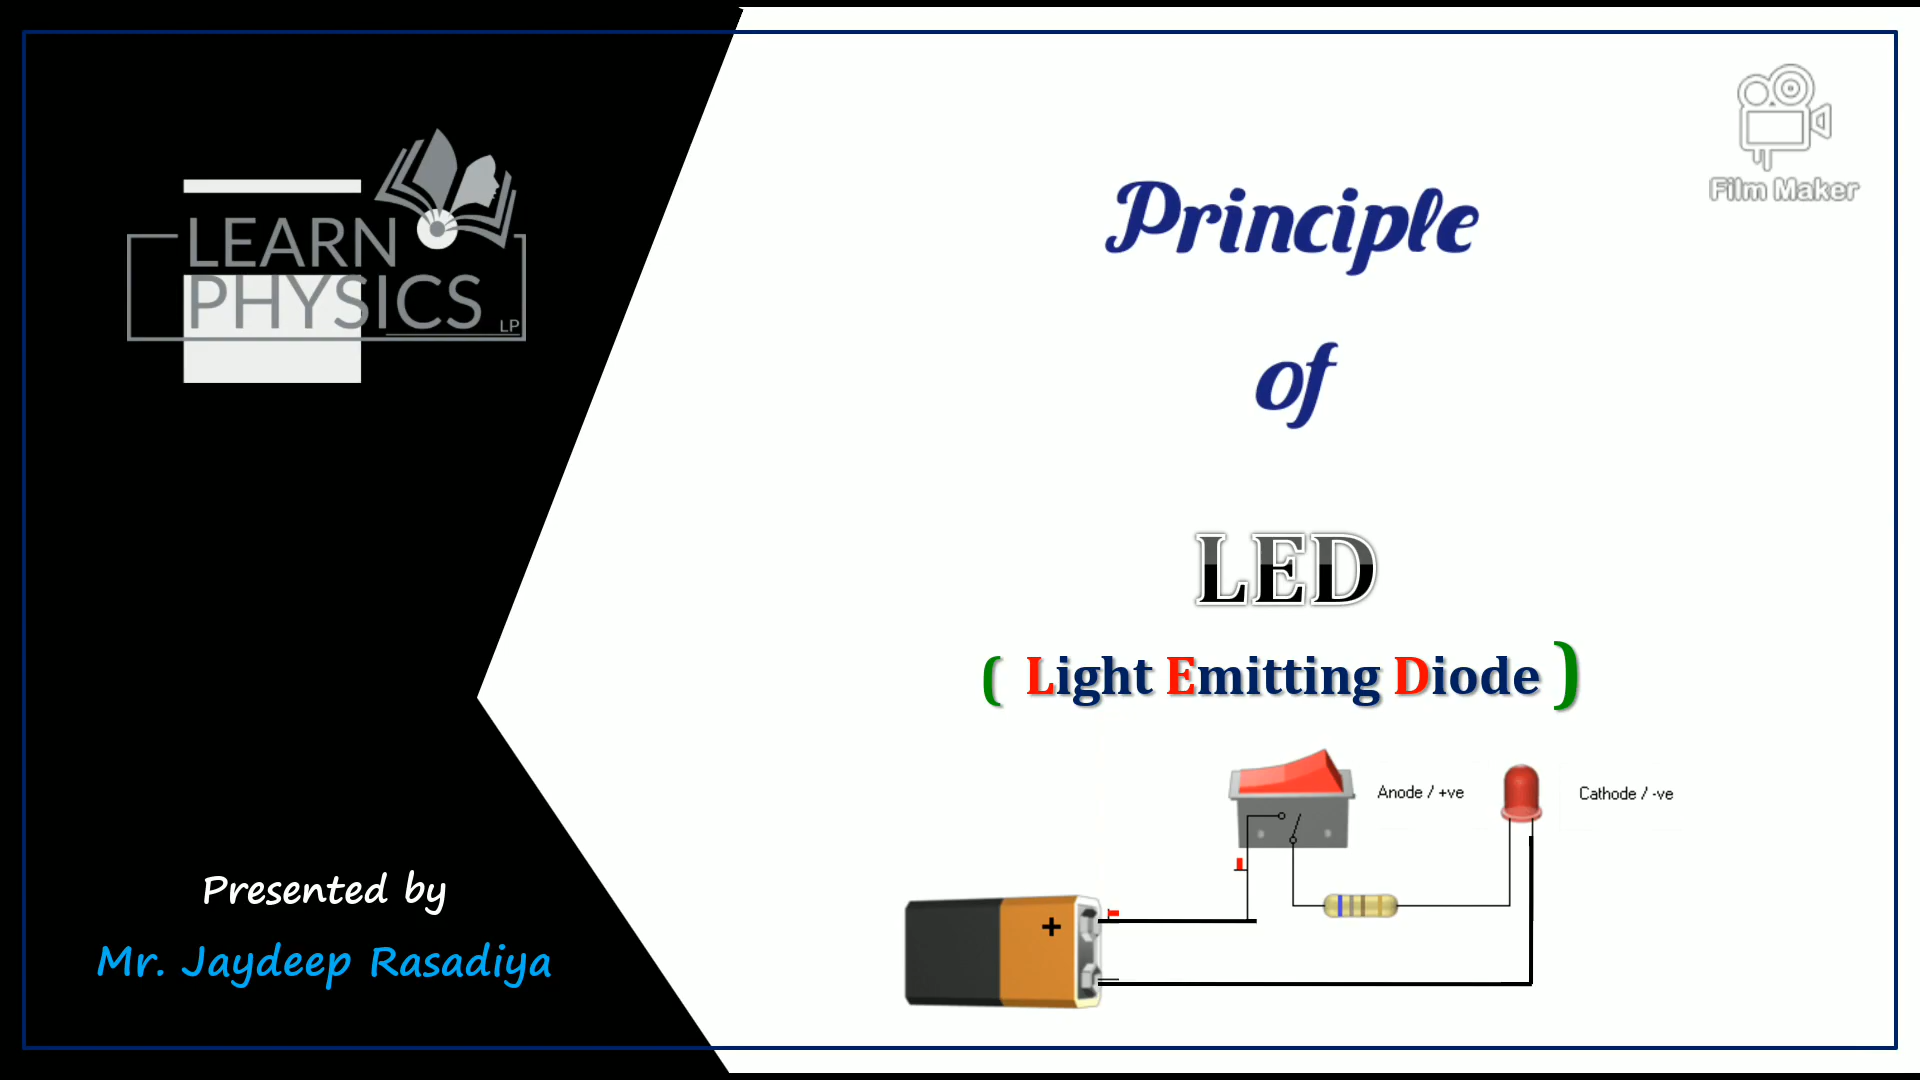 LEARN
PHYSICS
LP
Presented by
Mr. Jaydeep Rasadiya
Film Maker
Principle
of
LED
( Light Emitting Diode )
Anode / +ve
Cathode / -ve
+